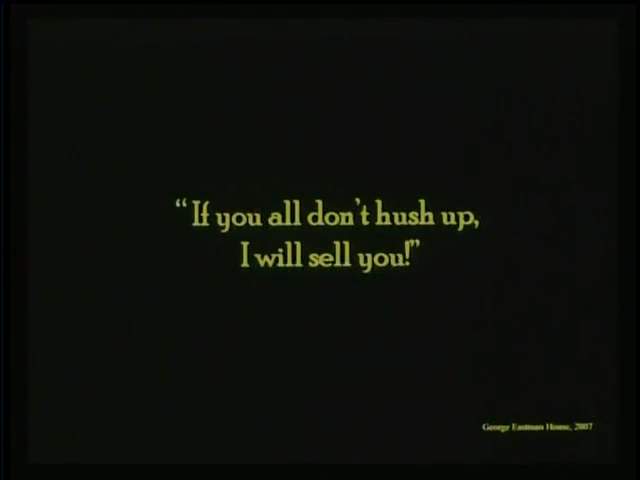 “If you all don't hush up,
I will sell you!”
George Eastman House, 2007